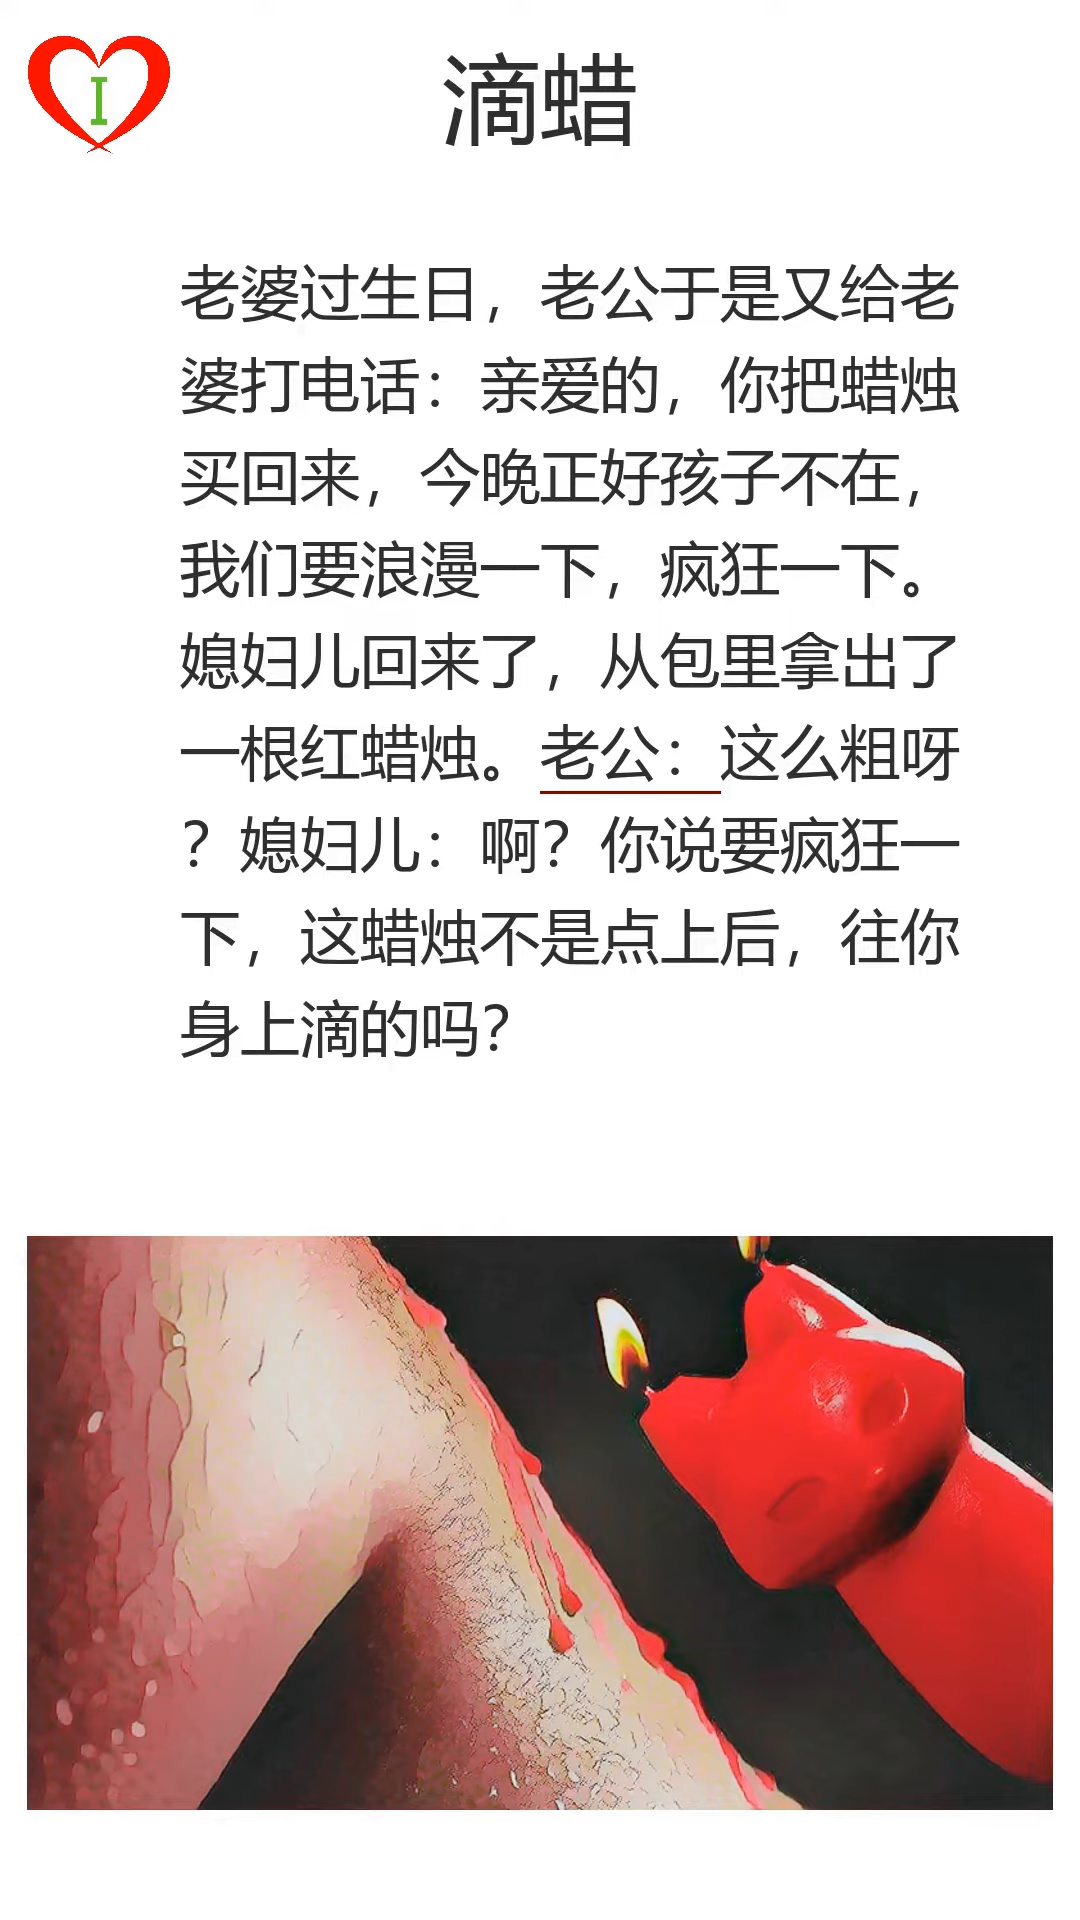 I
滴蜡
老婆过生日，老公于是又给老
婆打电话：亲爱的，你把蜡烛
买回来，今晚正好孩子不在，
我们要浪漫一下，疯狂一下。
媳妇儿回来了，从包里拿出了
一根红蜡烛。老公：这么粗呀
？媳妇儿：啊？你说要疯狂一
下，这蜡烛不是点上后，往你
身上滴的吗？